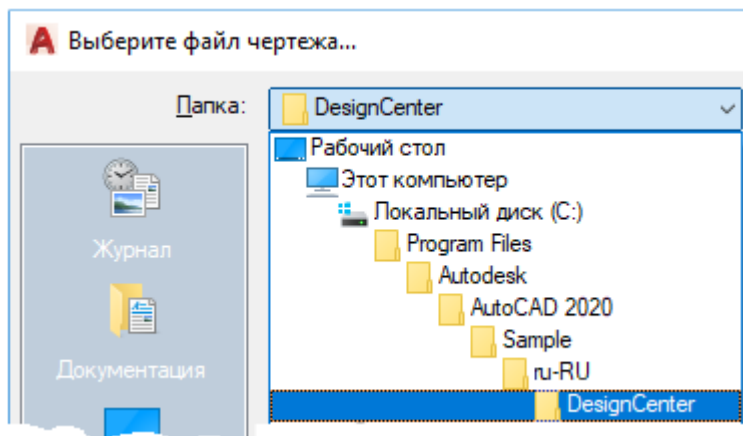 Выберите файл чертежа...
Папка: DesignCenter
Рабочий стол
Этот компьютер
Локальный диск (C:)
Program Files
Autodesk
AutoCAD 2020
Sample
ru-RU
DesignCenter
Журнал
Документация